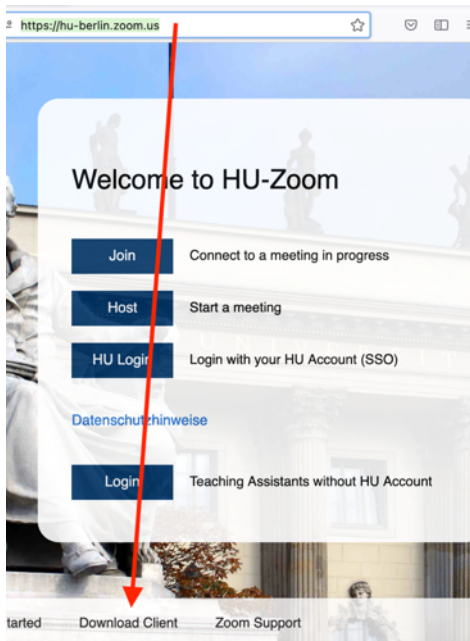 https://hu-berlin.zoom.us
Welcome to HU-Zoom
Join Connect to a meeting in progress
Host Start a meeting
HU Login Login with your HU Account (SSO)
Datenschutzhinweise
Login Teaching Assistants without HU Account
tarted Download Client Zoom Support